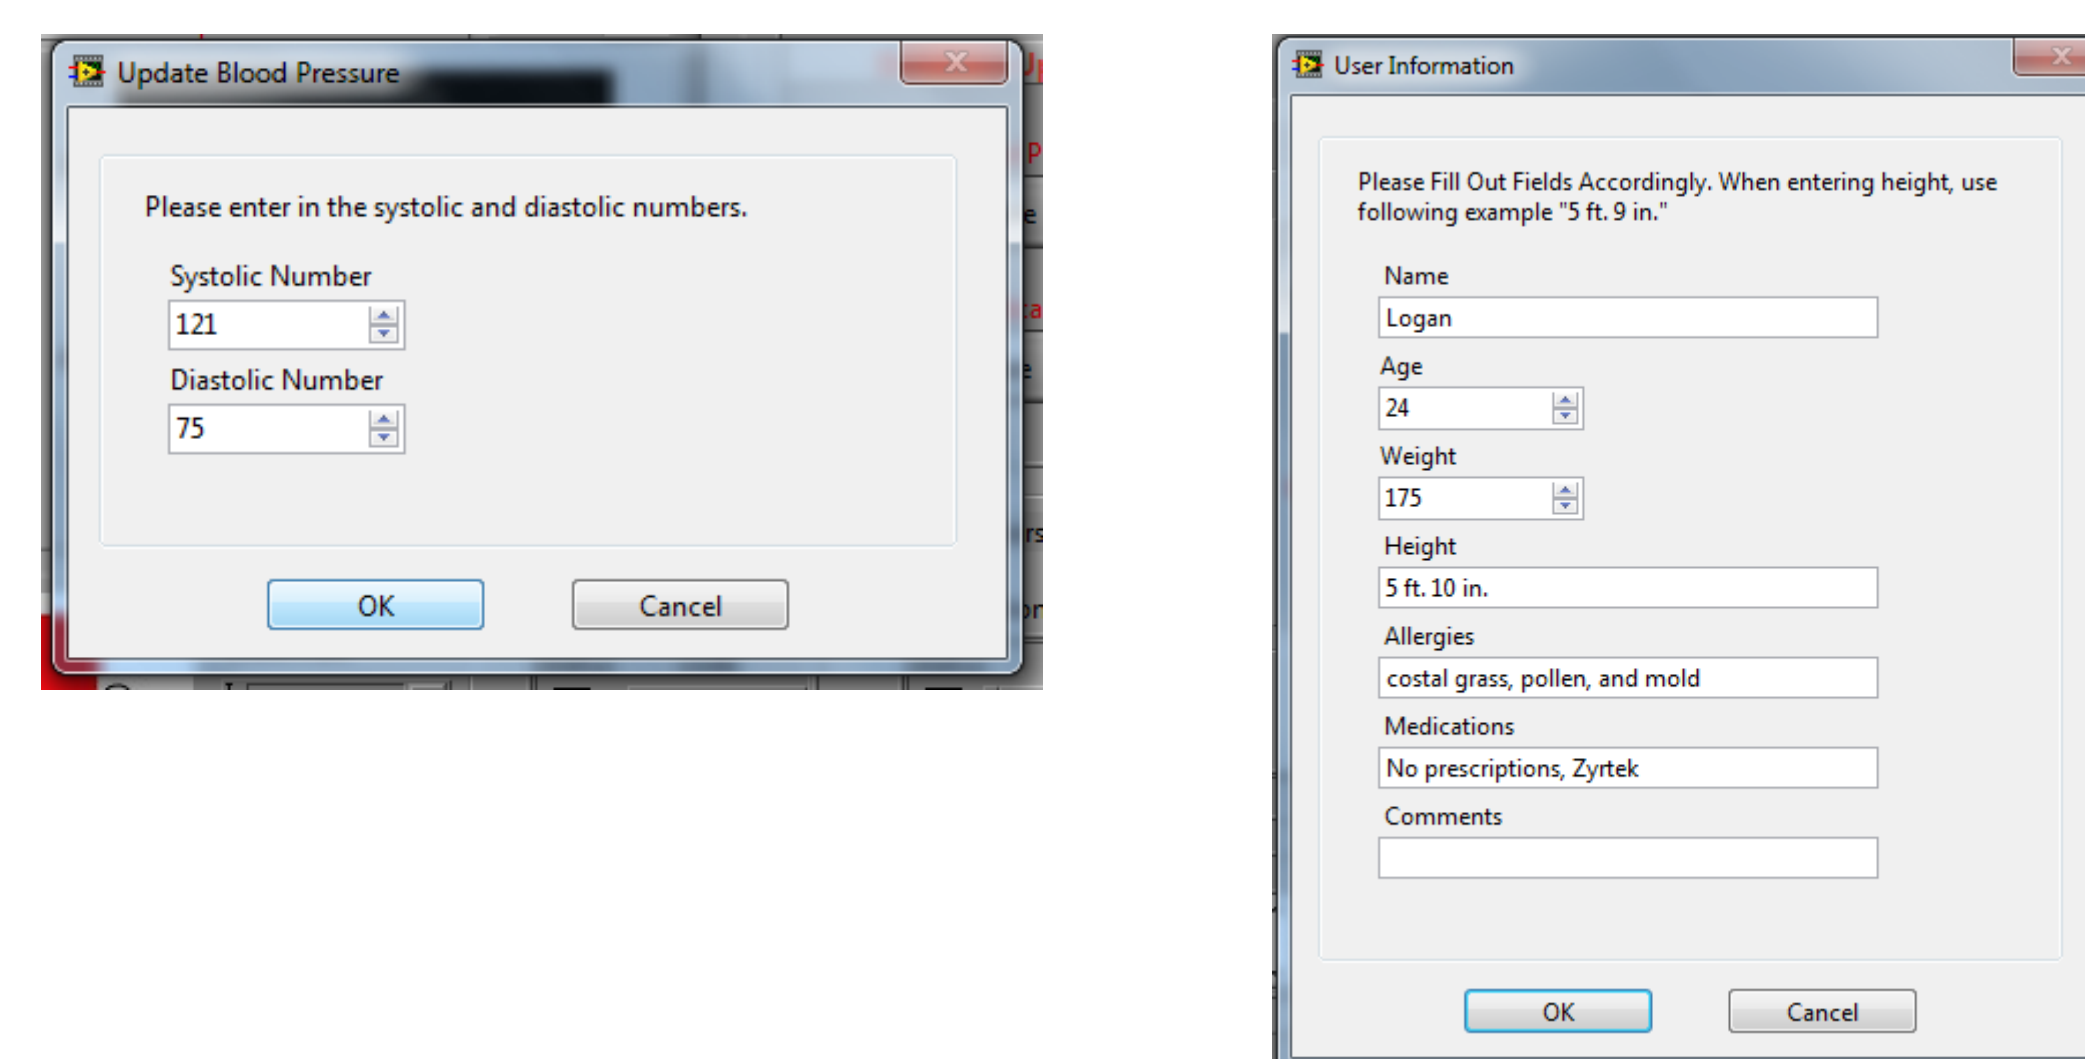 Update Blood Pressure
Please enter in the systolic and diastolic numbers.
Systolic Number
121
Diastolic Number
75
OK
Cancel
User Information
Please Fill Out Fields Accordingly. When entering height, use
following example "5 ft. 9 in."
Name
Logan
Age
24
Weight
175
Height
5 ft. 10 in.
Allergies
costal grass, pollen, and mold
Medications
No prescriptions, Zyrtek
Comments
OK
Cancel